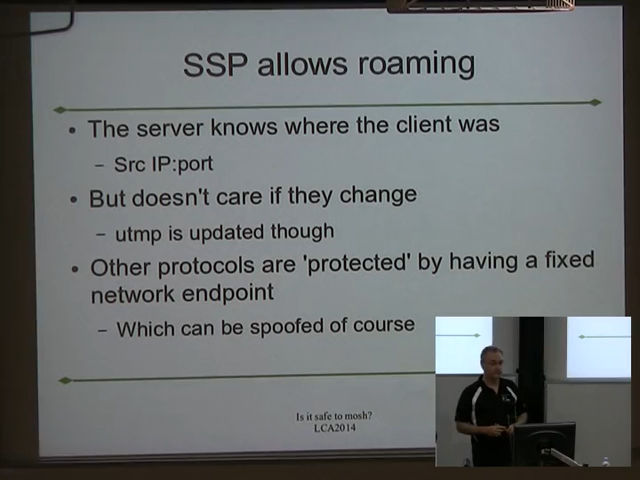 SSP allows roaming
• The server knows where the client was
– Src IP:port
• But doesn't care if they change
– utmp is updated though
• Other protocols are 'protected' by having a fixed
network endpoint
– Which can be spoofed of course
Is it safe to mosh?
LCA2014